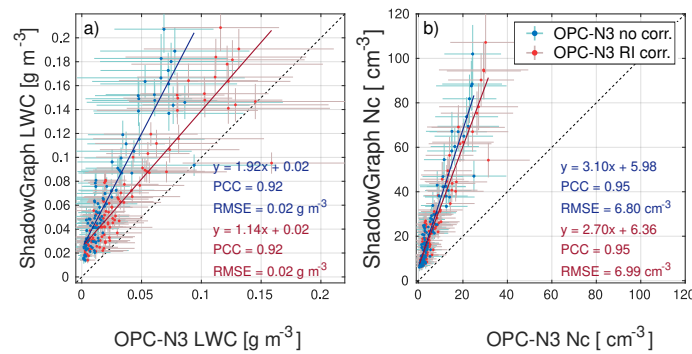 a)
ShadowGraph LWC [g m-3]
0.2
0.18
0.16
0.14
0.12
0.1
0.08
0.06
0.04
0.02
0
y = 1.92x + 0.02
PCC = 0.92
RMSE = 0.02 g m-3
y = 1.14x + 0.02
PCC = 0.92
RMSE = 0.02 g m-3
0 0.05 0.1 0.15 0.2
OPC-N3 LWC [g m-3]
b)
ShadowGraph Nc [ cm-3]
120
100
80
60
40
20
0
OPC-N3 no corr.
OPC-N3 RI corr.
y = 3.10x + 5.98
PCC = 0.95
RMSE = 6.80 cm-3
y = 2.70x + 6.36
PCC = 0.95
RMSE = 6.99 cm-3
0 20 40 60 80 100 120
OPC-N3 Nc [ cm-3]